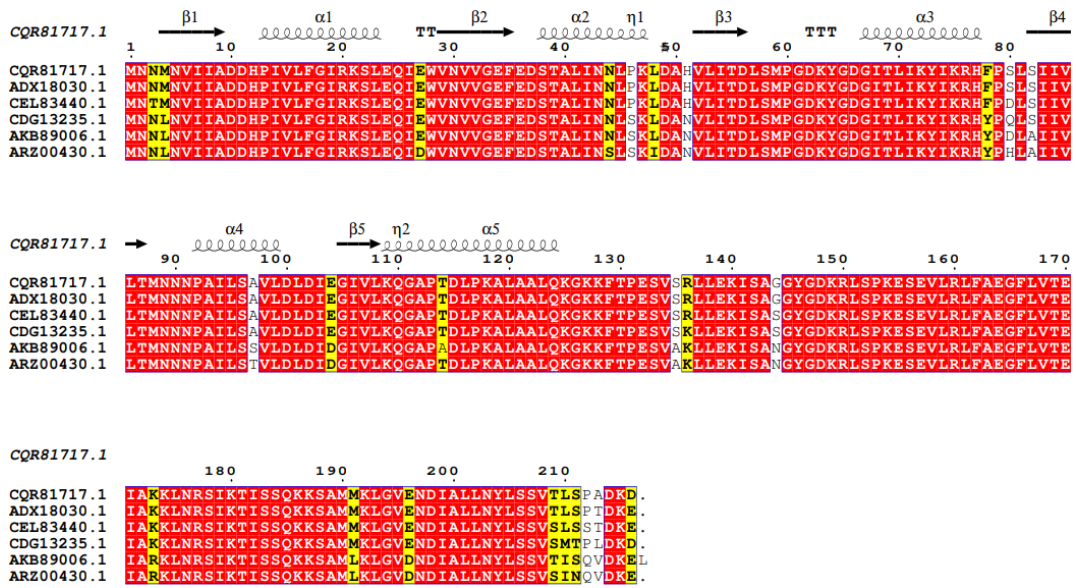 β1 α1 β2 α2 η1 β3 α3 β4
CQR81717.1 TT TTT
1 10 20 30 40 50 60 70 80
CQR81717.1 MNNMNVIIADDHPIVLFGIRKSLEQIEWVNVVGEFEDSTALINNLPKLDAHVLITDLSMPGDKYGDGITLIKYIKRHFPSLSIIV
ADX18030.1 MNNMNVIIADDHPIVLFGIRKSLEQIEWVNVVGEFEDSTALINNLPKLDAHVLITDLSMPGDKYGDGITLIKYIKRHFPSLSIIV
CEL83440.1 MNTMNVIIADDHPIVLFGIRKSLEQIEWVNVVGEFEDSTALINNLPKLDAHVLITDLSMPGDKYGDGITLIKYIKRHFPDLSIIV
CDG13235.1 MNNLNVIIADDHPIVLFGIRKSLEQIEWVNVVGEFEDSTALINNLSKLDANVLITDLSMPGDKYGDGITLIKYIKRHYPQLSIIV
AKB89006.1 MNNLNVIIADDHPIVLFGIRKSLEQIEWVNVVGEFEDSTALINNLSKLDANVLITDLSMPGDKYGDGITLIKYIKRHYPDLAIIV
ARZ00430.1 MNNLNVIIADDHPIVLFGIRKSLEQIDWVNVVGEFEDSTALINSLSKIDANVLITDLSMPGDKYGDGITLIKYIKRHYPHLAIIV
α4 β5 η2 α5
CQR81717.1
90 100 110 120 130 140 150 160 170
CQR81717.1 LTMNNNPAILSAVLDLDIEGIVLKQGAPTDLPKALAALQKGKKFTPESVSRLLEKISAGGYGDKRLSPKESEVLRLFAEGFLVTE
ADX18030.1 LTMNNNPAILSAVLDLDIEGIVLKQGAPTDLPKALAALQKGKKFTPESVSRLLEKISAGGYGDKRLSPKESEVLRLFAEGFLVTE
CEL83440.1 LTMNNNPAILSAVLDLDIEGIVLKQGAPTDLPKALAALQKGKKFTPESVSRLLEKISASGYGDKRLSPKESEVLRLFAEGFLVTE
CDG13235.1 LTMNNNPAILSAVLDLDIEGIVLKQGAPTDLPKALAALQKGKKFTPESVSKLLEKISASGYGDKRLSPKESEVLRLFAEGFLVTE
AKB89006.1 LTMNNNPAILSSVLDLDIDGIVLKQGAPADLPKALAALQKGKKFTPESVAKLLEKISANGYGDKRLSPKESEVLRLFAEGFLVTE
ARZ00430.1 LTMNNNPAILSTVLDLDIDGIVLKQGAPTDLPKALAALQKGKKFTPESVAKLLEKISANGYGDKRLSPKESEVLRLFAEGFLVTE
CQR81717.1
180 190 200 210
CQR81717.1 IAKKLNRSIKTISSQKKSAMMKLGVENDIALLNYLSSVTLSPADKD.
ADX18030.1 IAKKLNRSIKTISSQKKSAMMKLGVENDIALLNYLSSVTLSPTDKE.
CEL83440.1 IAKKLNRSIKTISSQKKSAMMKLGVENDIALLNYLSSVSLSSTDKE.
CDG13235.1 IAKKLNRSIKTISSQKKSAMMKLGVENDIALLNYLSSVSMTPLDKD.
AKB89006.1 IARKLNRSIKTISSQKKSAMLKLGVDNDIALLNYLSSVTISQVDKEL
ARZ00430.1 IARKLNRSIKTISSQKKSAMLKLGVDNDIALLNYLSSVSINQVDKE.